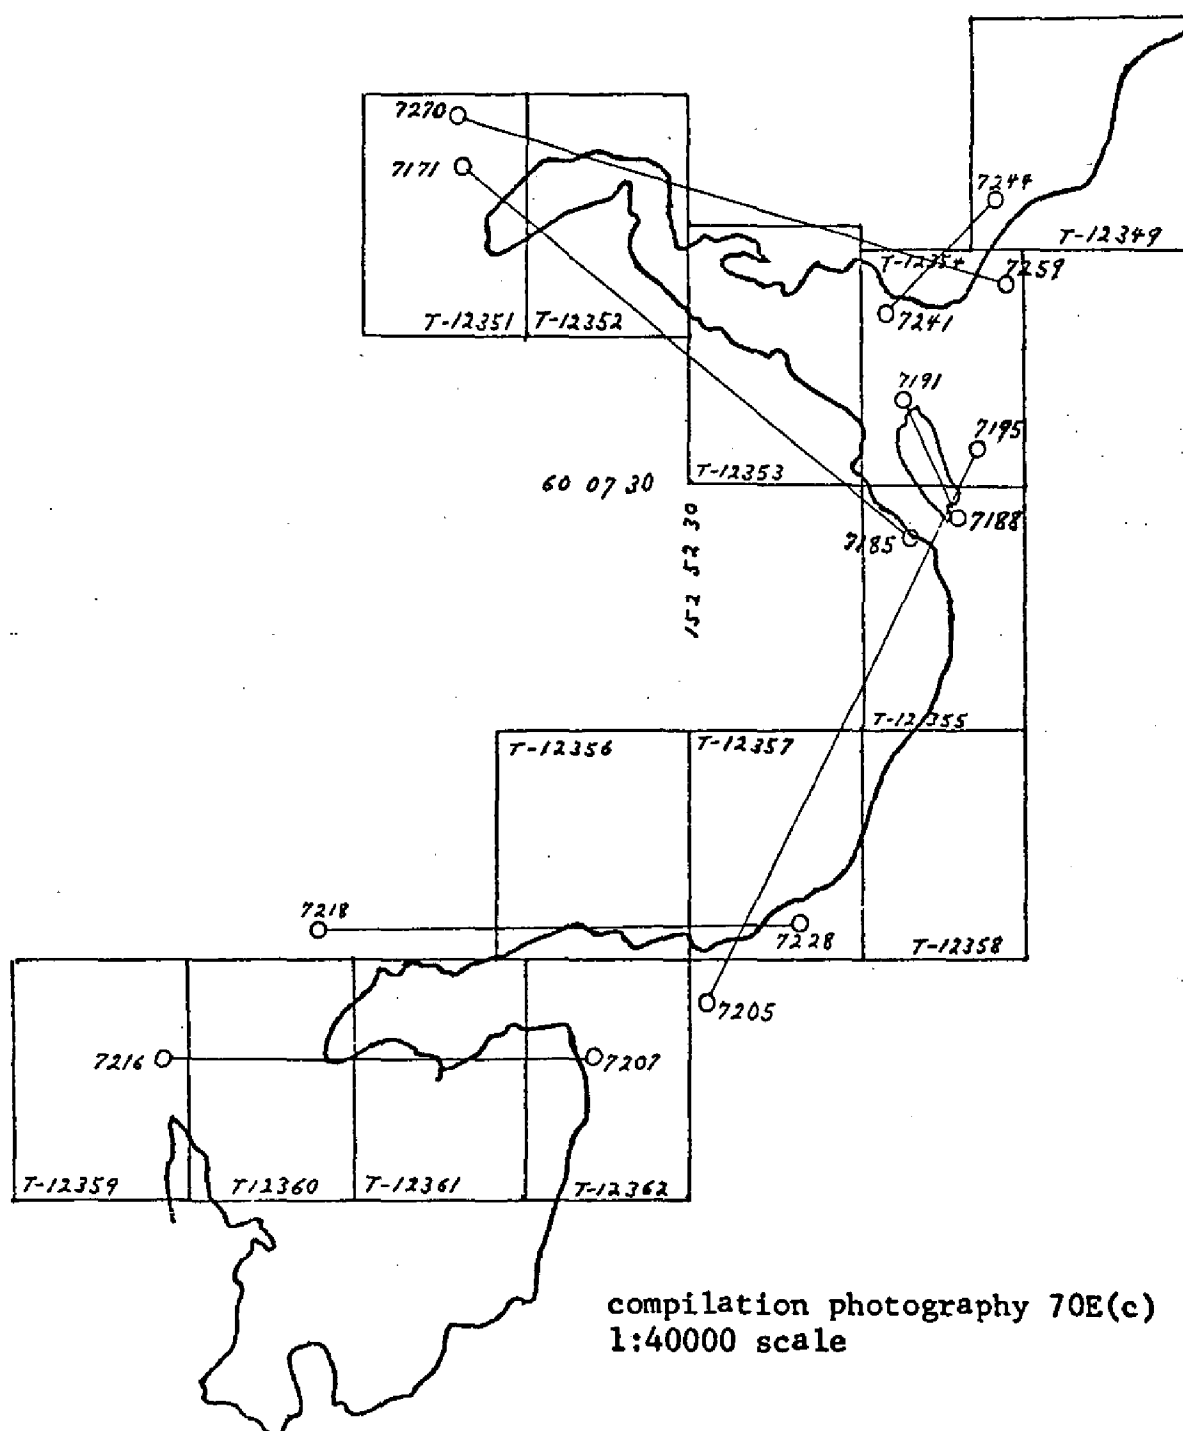 7270
7171
7244
T-12349
T-12354
7259
7241
T-12351
T-12352
7191
7195
T-12353
60 07 30
7188
7185
152 52 30
T-12355
T-12356
T-12357
7218
7228
T-12358
7205
7216
7207
T-12359
T12360
T-12361
T-12362
compilation photography 70E(c)
1:40000 scale